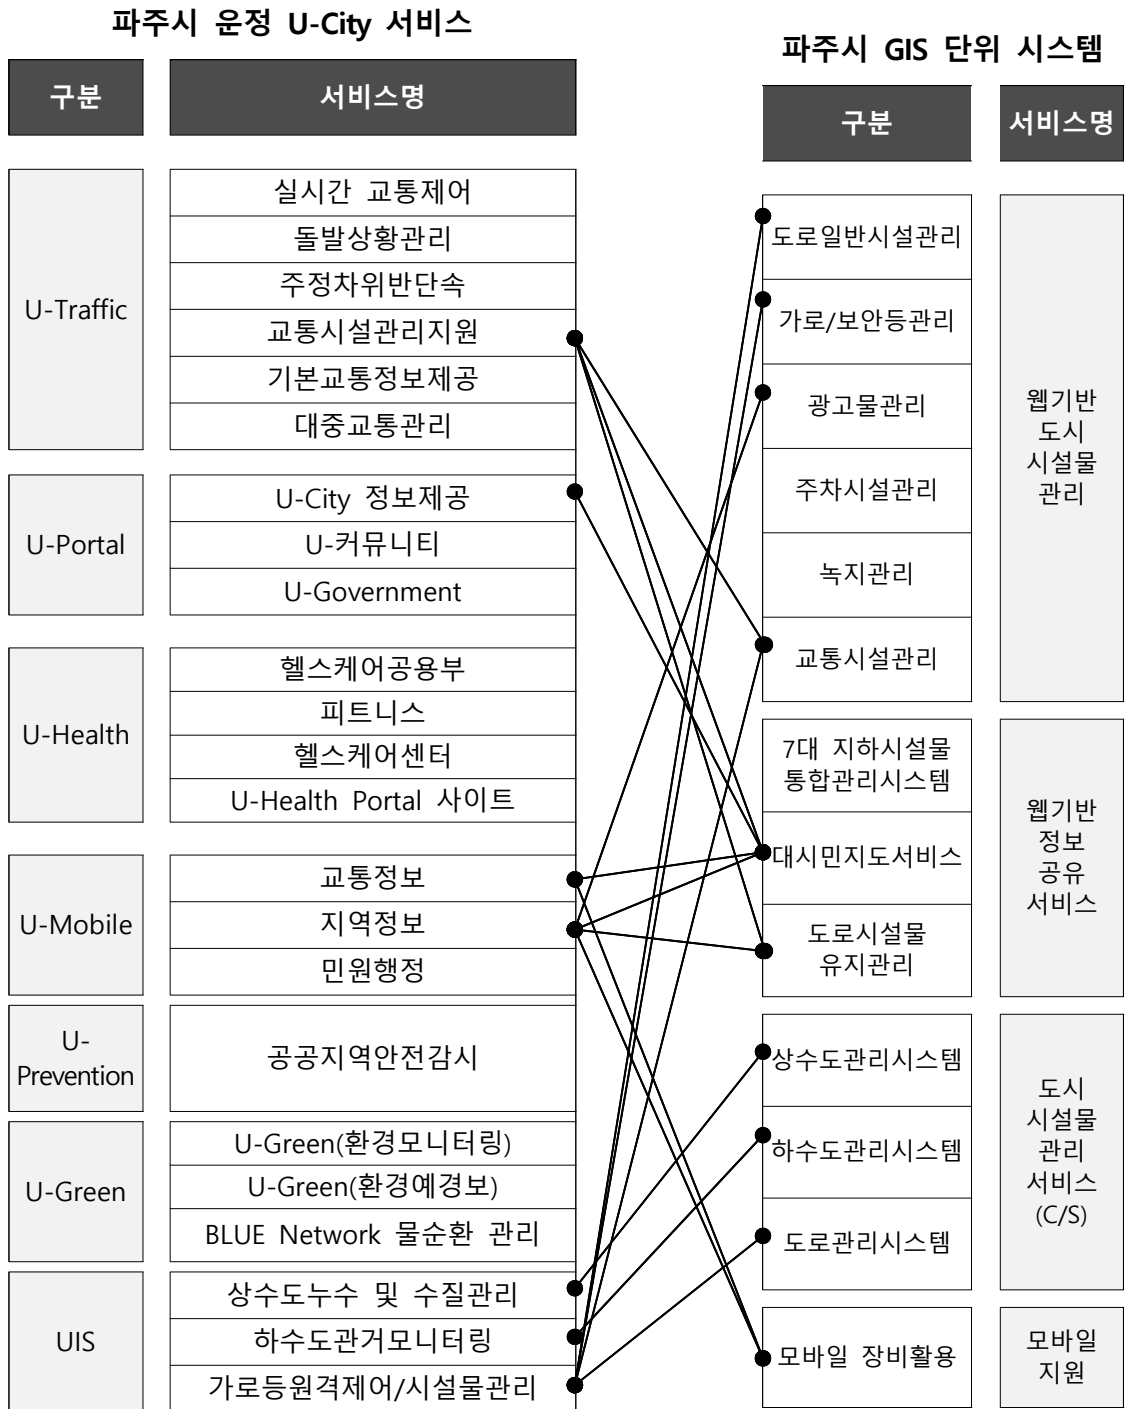 파주시 운정 U-City 서비스
구분
서비스명
U-Traffic
실시간 교통제어
돌발상황관리
주정차위반단속
교통시설관리지원
기본교통정보제공
대중교통관리
U-Portal
U-City 정보제공
U-커뮤니티
U-Government
U-Health
헬스케어공용부
피트니스
헬스케어센터
U-Health Portal 사이트
U-Mobile
교통정보
지역정보
민원행정
U-
Prevention
공공지역안전감시
U-Green
U-Green(환경모니터링)
U-Green(환경예경보)
BLUE Network 물순환 관리
UIS
상수도누수 및 수질관리
하수도관거모니터링
가로등원격제어/시설물관리
파주시 GIS 단위 시스템
구분
서비스명
도로일반시설관리
가로/보안등관리
광고물관리
주차시설관리
녹지관리
교통시설관리
웹기반
도시
시설물
관리
7대 지하시설물
통합관리시스템
대시민지도서비스
도로시설물
유지관리
웹기반
정보
공유
서비스
상수도관리시스템
하수도관리시스템
도로관리시스템
도시
시설물
관리
서비스
(C/S)
모바일 장비활용
모바일
지원